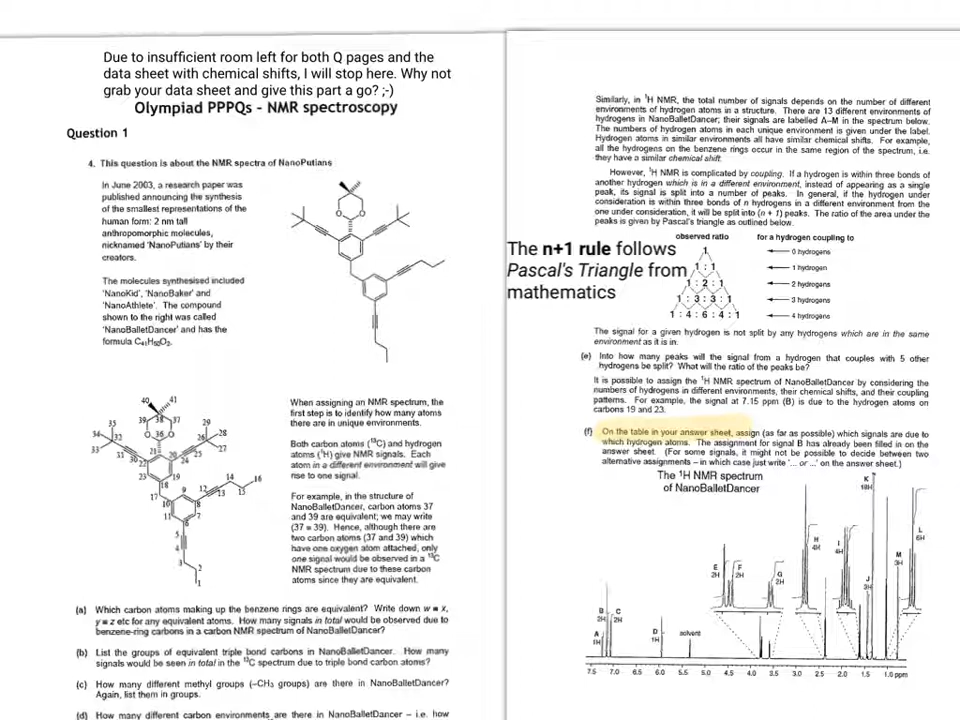 Due to insufficient room left for both Q pages and the
data sheet with chemical shifts, I will stop here. Why not
grab your data sheet and give this part a go? ;-)
Olympiad PPPQs - NMR spectroscopy
Question 1
4. This question is about the NMR spectra of NanoPutians
In June 2003, a research paper was
published announcing the synthesis
of the smallest representations of the
human form: 2 nm tall
anthropomorphic molecules,
nicknamed 'NanoPutians' by their
creators.
The molecules synthesised included
'NanoKid', 'NanoBaker' and
'NanoAthlete'. The compound
shown to the right was called
'NanoBalletDancer' and has the
formula C₄₁H₅₀O₂.
When assigning an NMR spectrum, the
first step is to identify how many atoms
there are in unique environments.
Both carbon atoms (¹³C) and hydrogen
atoms (¹H) give NMR signals. Each
atom in a different environment will give
rise to one signal.
For example, in the structure of
NanoBalletDancer, carbon atoms 37
and 39 are equivalent; we may write
(37 = 39). Hence, although there are
two carbon atoms (37 and 39) which
have one oxygen atom attached, only
one signal would be observed in a ¹³C
NMR spectrum due to these carbon
atoms since they are equivalent.
(a) Which carbon atoms making up the benzene rings are equivalent? Write down w = x,
y = z etc for any equivalent atoms. How many signals in total would be observed due to
benzene-ring carbons in a carbon NMR spectrum of NanoBalletDancer?
(b) List the groups of equivalent triple bond carbons in NanoBalletDancer. How many
signals would be seen in total in the ¹³C spectrum due to triple bond carbon atoms?
(c) How many different methyl groups (-CH₃ groups) are there in NanoBalletDancer?
Again, list them in groups.
(d) How many different carbon environments are there in NanoBalletDancer – i.e. how
Similarly, in ¹H NMR, the total number of signals depends on the number of different
environments of hydrogen atoms in a structure. There are 13 different environments of
hydrogens in NanoBalletDancer; their signals are labelled A-M in the spectrum below.
The numbers of hydrogen atoms in each unique environment is given under the label.
Hydrogen atoms in similar environments all have similar chemical shifts. For example,
all the hydrogens on the benzene rings occur in the same region of the spectrum, i.e.
they have a similar chemical shift.
However, ¹H NMR is complicated by coupling. If a hydrogen is within three bonds of
another hydrogen which is in a different environment, instead of appearing as a single
peak, its signal is split into a number of peaks. In general, if the hydrogen under
consideration is within three bonds of n hydrogens in a different environment from the
one under consideration, it will be split into (n + 1) peaks. The ratio of the area under the
peaks is given by Pascal's triangle as outlined below.
observed ratio for a hydrogen coupling to
The n+1 rule follows
Pascal's Triangle from
mathematics
1 0 hydrogens
1 : 1 1 hydrogen
1 : 2 : 1 2 hydrogens
1 : 3 : 3 : 1 3 hydrogens
1 : 4 : 6 : 4 : 1 4 hydrogens
The signal for a given hydrogen is not split by any hydrogens which are in the same
environment as it is in.
(e) Into how many peaks will the signal from a hydrogen that couples with 5 other
hydrogens be split? What will the ratio of the peaks be?
It is possible to assign the ¹H NMR spectrum of NanoBalletDancer by considering the
numbers of hydrogens in each environment, their chemical shifts, and their coupling
patterns. For example, the signal at 7.15 ppm (B) is due to the hydrogen atoms on
carbons 19 and 23.
(f) On the table in your answer sheet, assign (as far as possible) which signals are due to
which hydrogen atoms. The assignment for signal B has already been filled in on the
answer sheet. (For some signals, it might not be possible to decide between two
alternative assignments – in which case just write '... or ...' on the answer sheet.)
The ¹H NMR spectrum
of NanoBalletDancer
A 1H
B 2H
C 2H
D 1H
solvent
E 2H
F 2H
G 2H
H 4H
I 4H
J 3H
K 18H
M 3H
L 6H
7.5 7.0 6.5 6.0 5.5 5.0 4.5 4.0 3.5 3.0 2.5 2.0 1.5 1.0 ppm